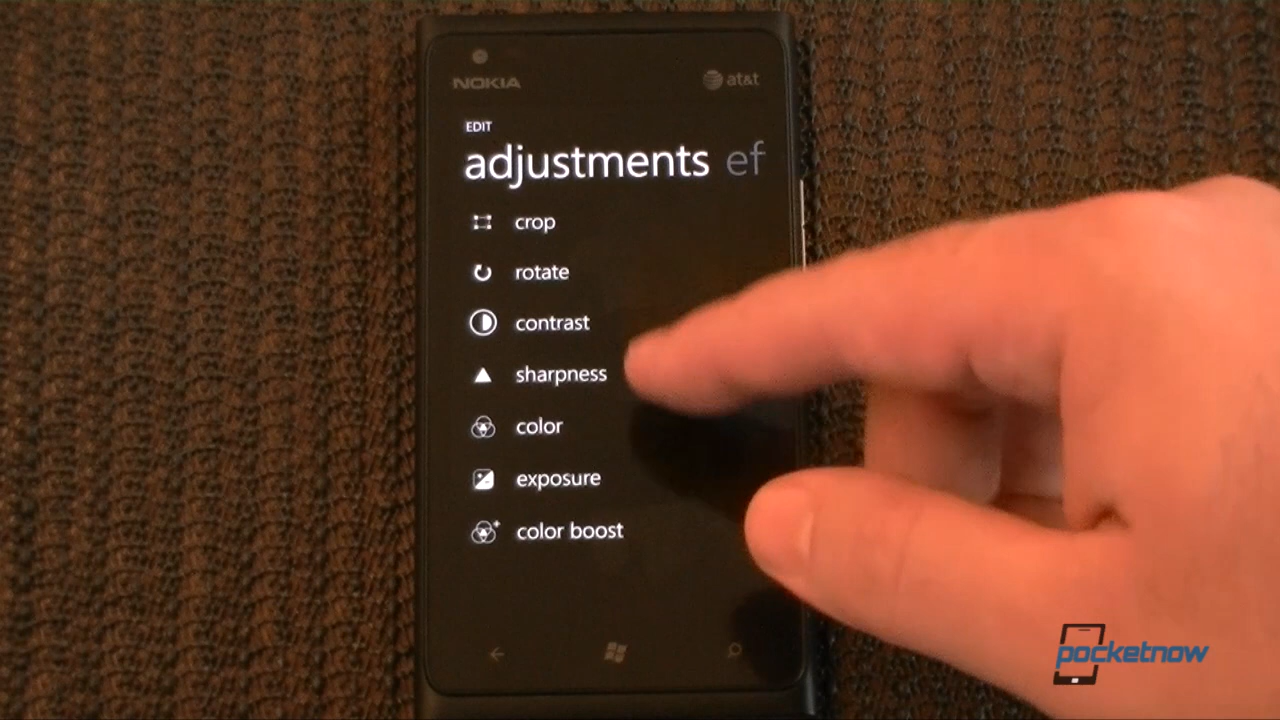 NOKIA
at&t
EDIT
adjustments ef
crop
rotate
contrast
sharpness
color
exposure
color boost
pocketnow